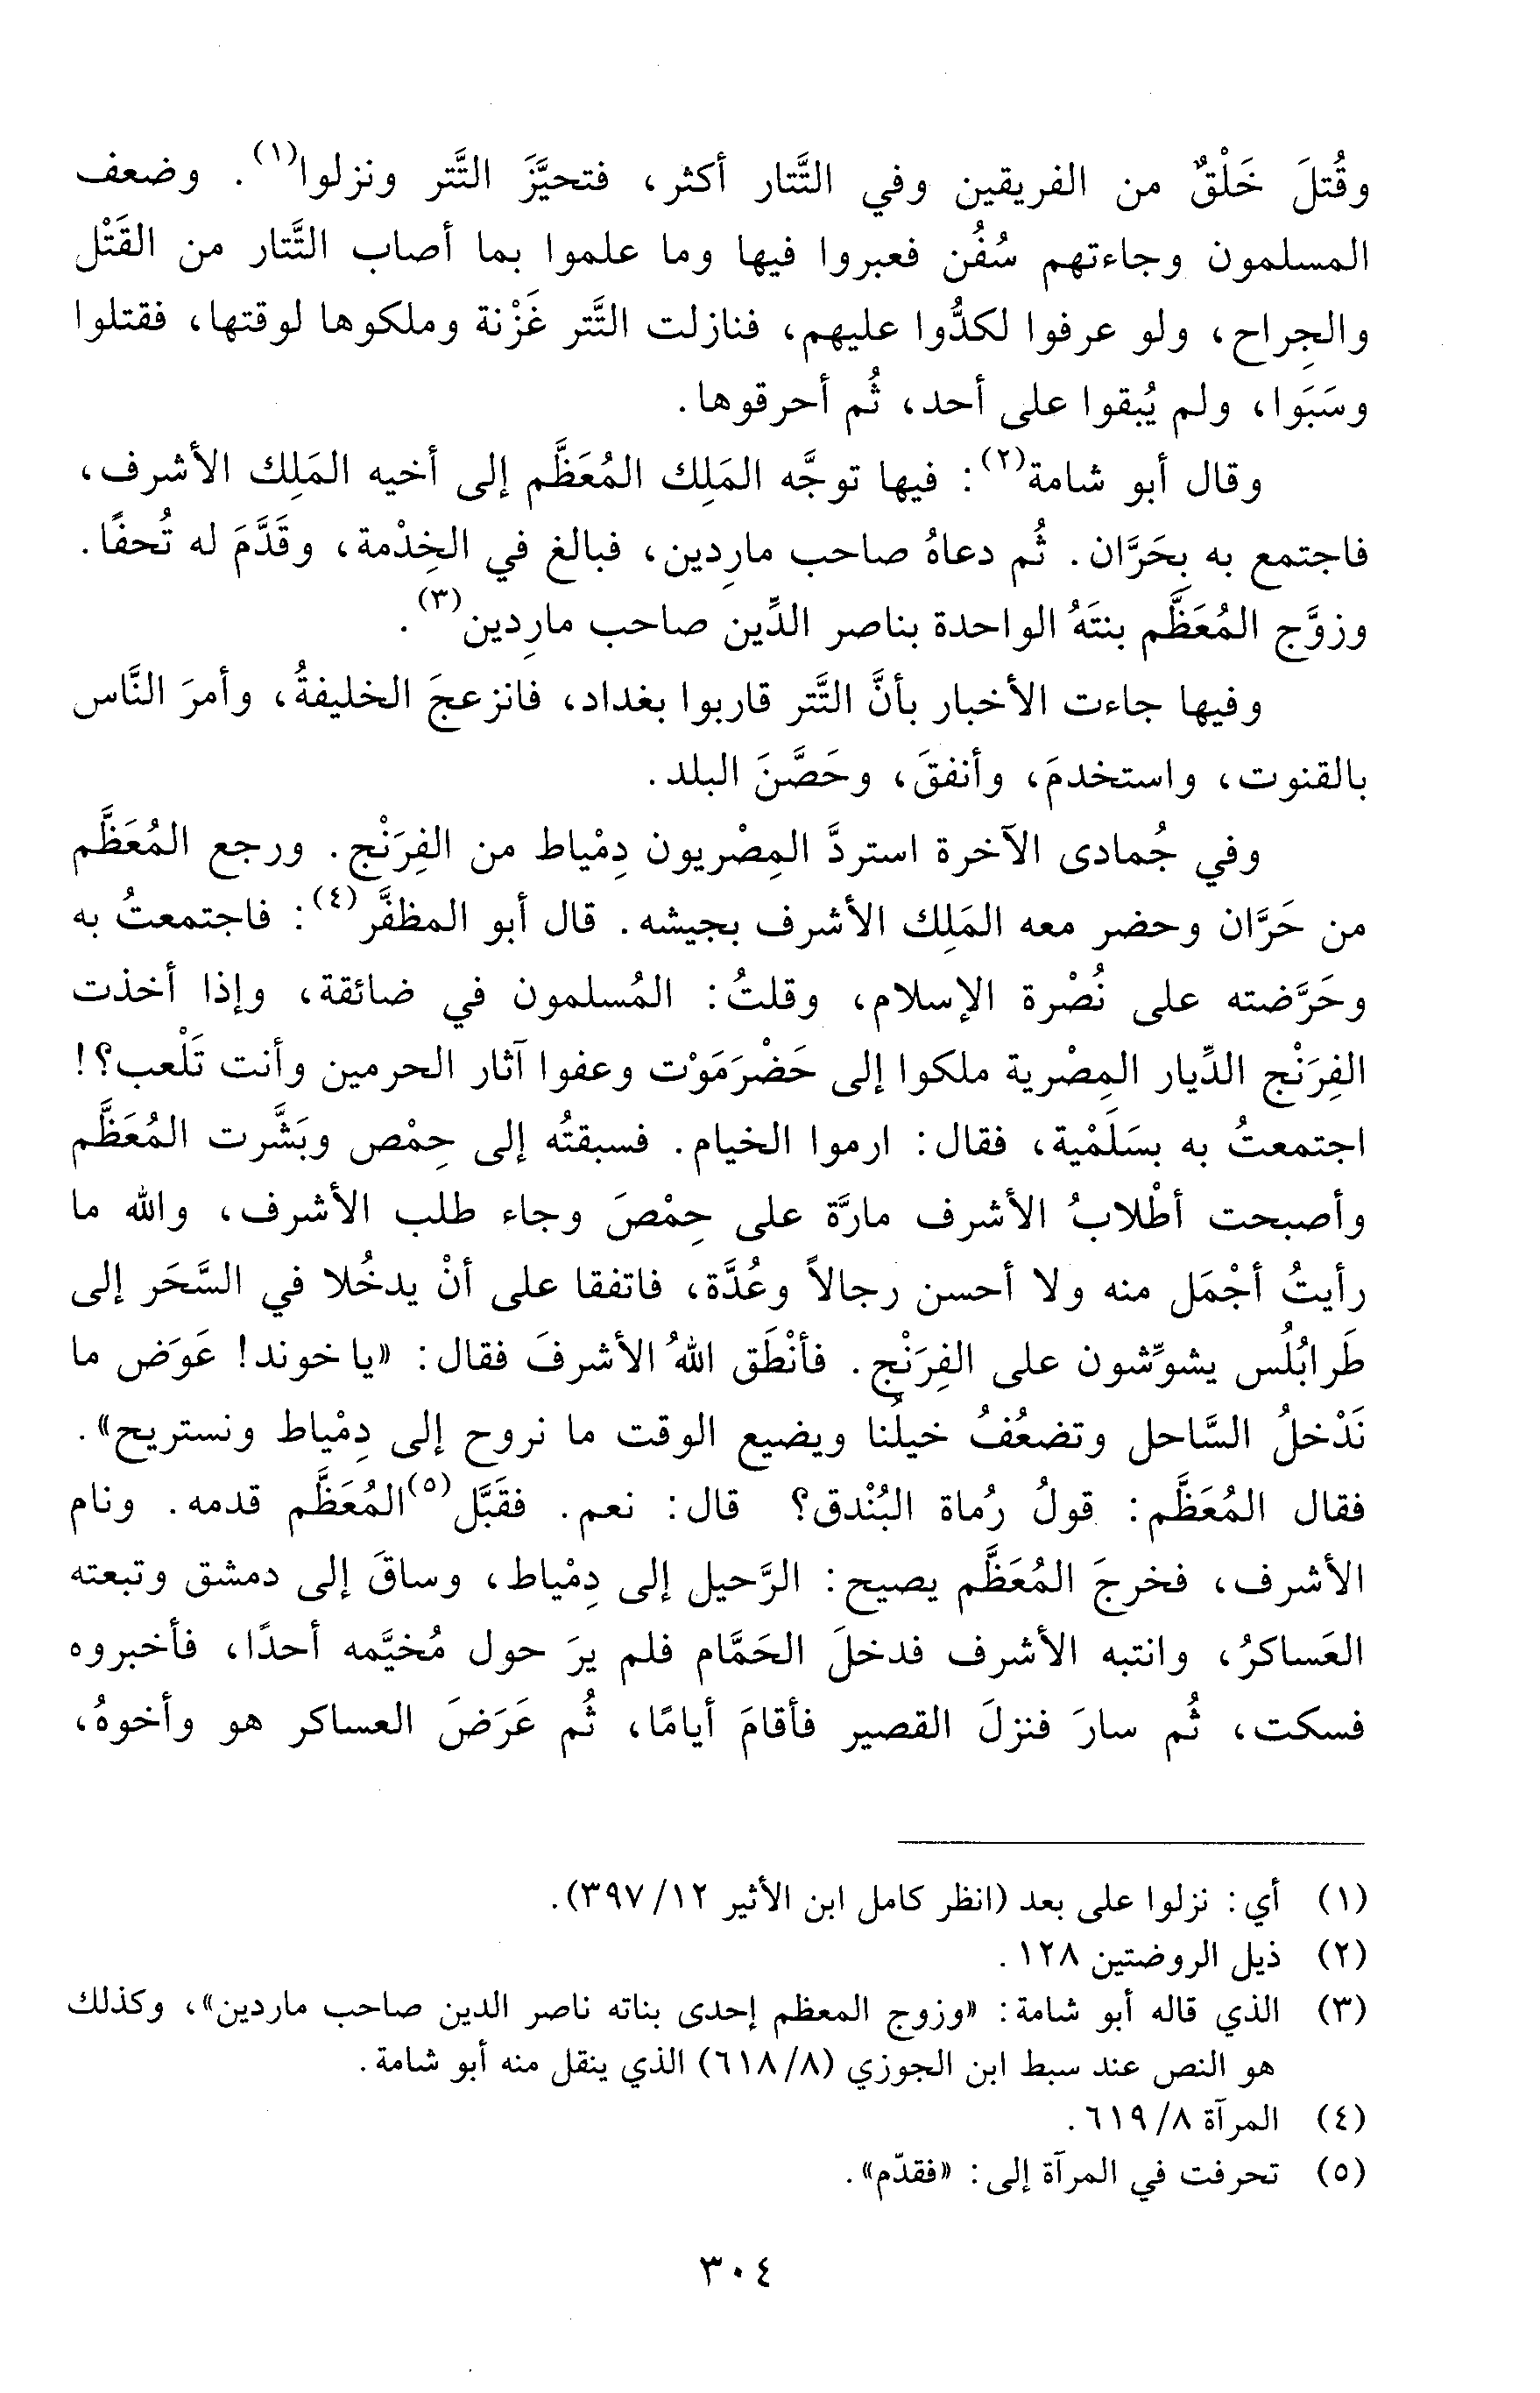 وقُتلَ خَلْقٌ من الفريقين وفي التَّتار أكثر، فتحيَّزَ التَّتر ونزلوا(١). وضعف
المسلمون وجاءتهم سُفُن فعبروا فيها وما علموا بما أصاب التَّتار من القَتْل
والجِراح، ولو عرفوا لكدُّوا عليهم، فنازلت التَّتر غَزْنة وملكوها لوقتها، فقتلوا
وسَبَوا، ولم يُبقوا على أحد، ثُم أحرقوها.
وقال أبو شامة(٢): فيها توجَّه المَلِك المُعَظَّم إلى أخيه المَلِك الأشرف،
فاجتمع به بِحَرَّان. ثُم دعاهُ صاحب مارِدين، فبالغ في الخِدْمة، وقَدَّمَ له تُحفًا.
وزوَّج المُعَظَّم بنتَهُ الواحدة بناصر الدِّين صاحب مارِدين(٣).
وفيها جاءت الأخبار بأنَّ التَّتر قاربوا بغداد، فانزعجَ الخليفةُ، وأمرَ النَّاس
بالقنوت، واستخدمَ، وأنفقَ، وحَصَّنَ البلد.
وفي جُمادى الآخرة استردَّ المِصْريون دِمْياط من الفِرَنْج. ورجع المُعَظَّم
من حَرَّان وحضر معه المَلِك الأشرف بجيشه. قال أبو المظفَّر(٤): فاجتمعتُ به
وحَرَّضته على نُصْرة الإسلام، وقلتُ: المُسلمون في ضائقة، وإذا أخذت
الفِرَنْج الدِّيار المِصْرية ملكوا إلى حَضْرَمَوْت وعفوا آثار الحرمين وأنت تَلْعب؟!
اجتمعتُ به بسَلَمْية، فقال: ارموا الخيام. فسبقتُه إلى حِمْص وبَشَّرت المُعَظَّم
وأصبحت أطْلابُ الأشرف مارَّة على حِمْصَ وجاء طلب الأشرف، والله ما
رأيتُ أجْمَل منه ولا أحسن رجالاً وعُدَّة، فاتفقا على أنْ يدخُلا في السَّحَر إلى
طَرابُلُس يشوِّشون على الفِرَنْج. فأنْطَق اللهُ الأشرفَ فقال: «يا خوند! عَوَض ما
نَدْخلُ السَّاحل وتضعُفُ خيلُنا ويضيع الوقت ما نروح إلى دِمْياط ونستريح».
فقال المُعَظَّم: قولُ رُماة البُنْدق؟ قال: نعم. فقَبَّل(٥) المُعَظَّم قدمه. ونام
الأشرف، فخرجَ المُعَظَّم يصيح: الرَّحيل إلى دِمْياط، وساقَ إلى دمشق وتبعته
العَساكرُ، وانتبه الأشرف فدخلَ الحَمَّام فلم يرَ حول مُخيَّمه أحدًا، فأخبروه
فسكت، ثُم سارَ فنزلَ القصير فأقامَ أيامًا، ثُم عَرَضَ العساكر هو وأخوهُ،
(١) أي: نزلوا على بعد (انظر كامل ابن الأثير ١٢/ ٣٩٧).
(٢) ذيل الروضتين ١٢٨.
(٣) الذي قاله أبو شامة: «وزوج المعظم إحدى بناته ناصر الدين صاحب ماردين»، وكذلك
هو النص عند سبط ابن الجوزي (٨/ ٦١٨) الذي ينقل منه أبو شامة.
(٤) المرآة ٨/ ٦١٩.
(٥) تحرفت في المرآة إلى: «فقدّم».
٣٠٤